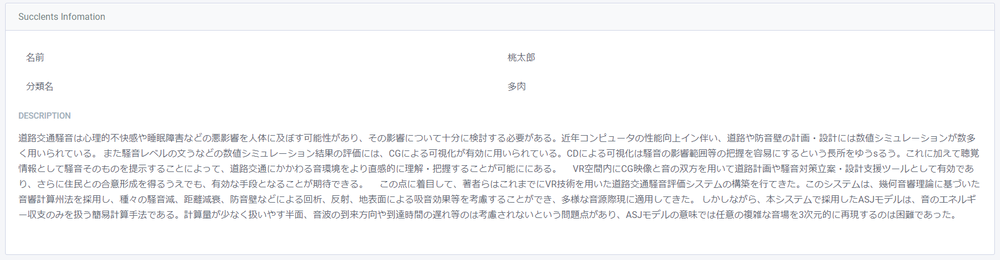 Succlents Infomation
名前 桃太郎
分類名 多肉
DESCRIPTION
道路交通騒音は心理的不快感や睡眠障害などの悪影響を人体に及ぼす可能性があり、その影響について十分に検討する必要がある。近年コンピュータの性能向上イン伴い、道路や防音壁の計画・設計には数値シミュレーションが数多
く用いられている。 また騒音レベルの文うなどの数値シミュレーション結果の評価には、CGによる可視化が有効に用いられている。CDによる可視化は騒音の影響範囲等の把握を容易にするという長所をゆうsるう。これに加えて聴覚
情報として騒音そのものを提示することによって、道路交通にかかわる音環境をより直感的に理解・把握することが可能ににある。　 VR空間内にCG映像と音の双方を用いて道路計画や騒音対策立案・設計支援ツールとして有効であ
り、さらに住民との合意形成を得るうえでも、有効な手段となることが期待できる。　 この点に着目して、著者らはこれまでにVR技術を用いた道路交通騒音評価システムの構築を行てきた。このシステムは、幾何音響理論に基づいた
音響計算州法を採用し、種々の騒音減、距離減衰、防音壁などによる回析、反射、地表面による吸音効果等を考慮することができ、多様な音源際現に適用してきた。 しかしながら、本システムで採用したASJモデルは、音のエネルギ
ー収支のみを扱う簡易計算手法である。計算量が少なく扱いやす半面、音波の到来方向や到達時間の遅れ等のは考慮されないという問題点があり、ASJモデルの意味では任意の複雑な音場を3次元的に再現するのは困難であった。